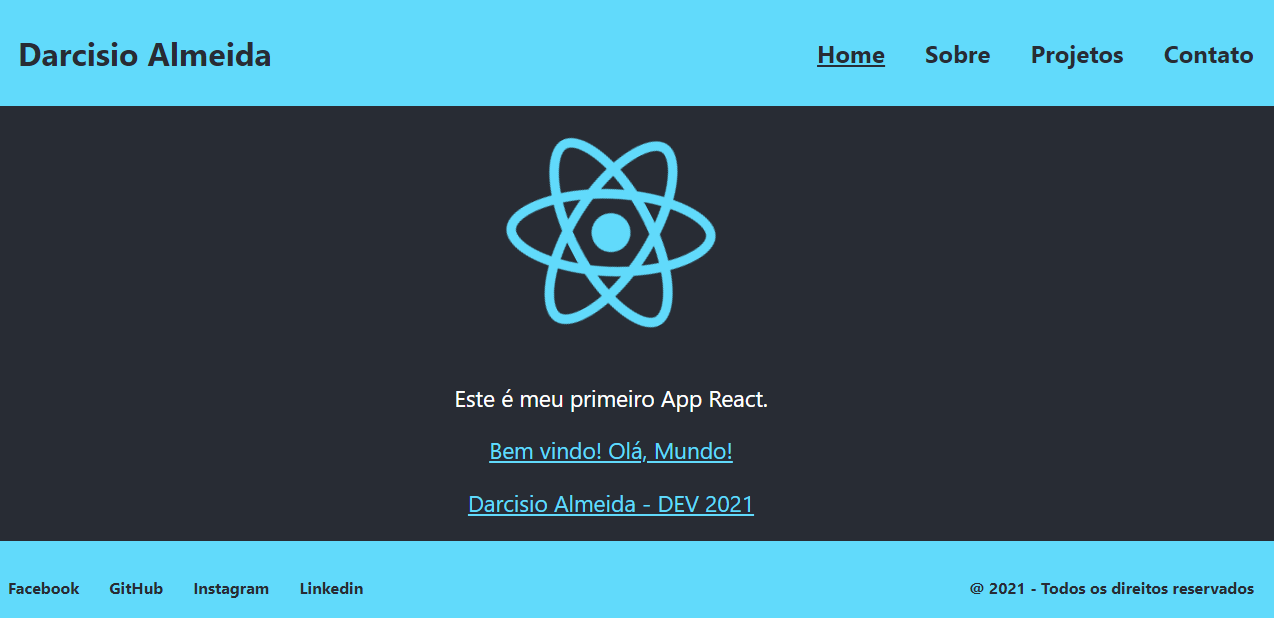 Darcisio Almeida Home Sobre Projetos Contato
Este é meu primeiro App React.
Bem vindo! Olá, Mundo!
Darcisio Almeida - DEV 2021
Facebook GitHub Instagram Linkedin @ 2021 - Todos os direitos reservados